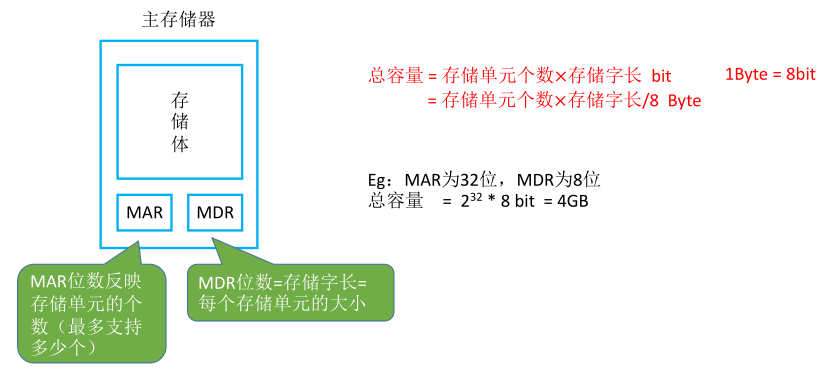 主存储器
存
储
体
MAR
MDR
MAR位数反映
存储单元的个
数（最多支持
多少个）
MDR位数=存储字长=
每个存储单元的大小
总容量 = 存储单元个数×存储字长 bit
= 存储单元个数×存储字长/8 Byte
1Byte = 8bit
Eg：MAR为32位，MDR为8位
总容量 = 2³² * 8 bit = 4GB